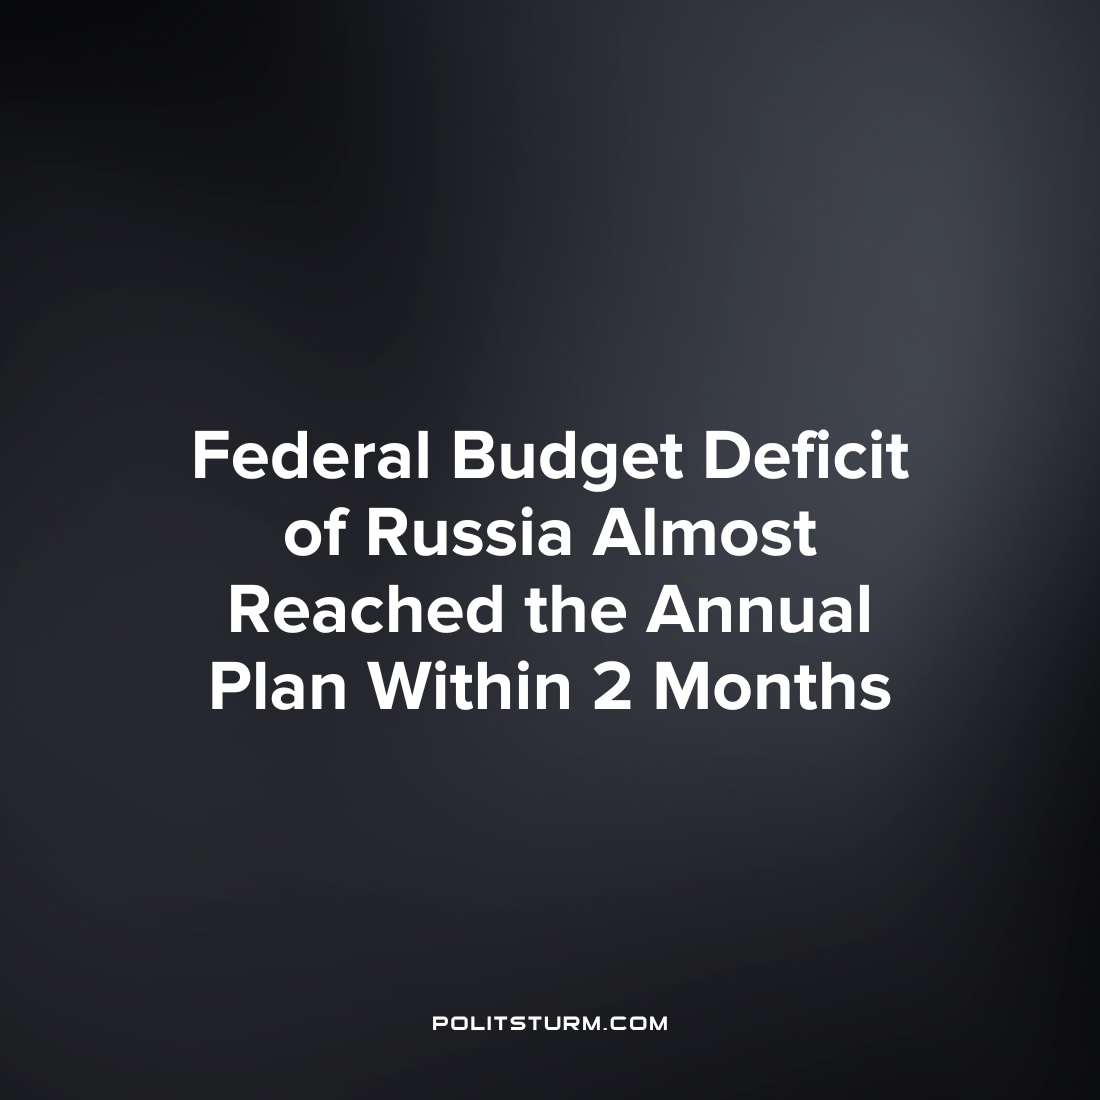 Federal Budget Deficit
of Russia Almost
Reached the Annual
Plan Within 2 Months
POLITSTURM.COM